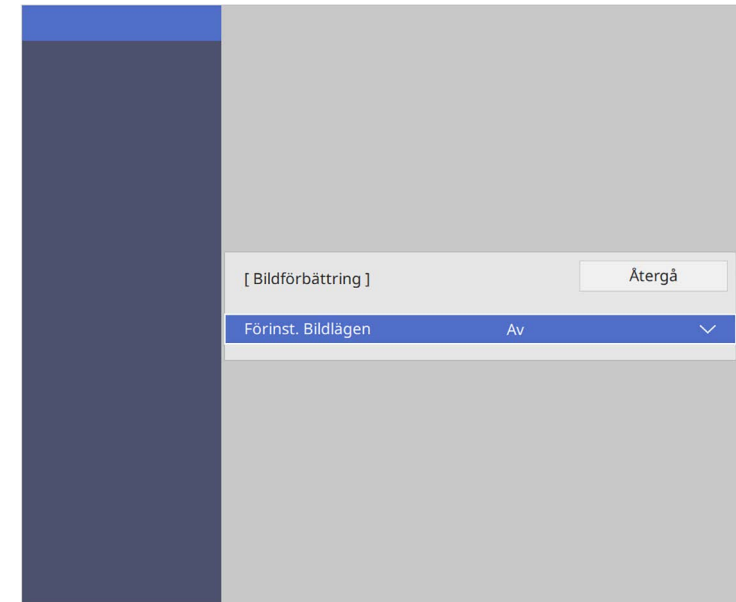 [ Bildförbättring ]
Återgå
Förinst. Bildlägen Av